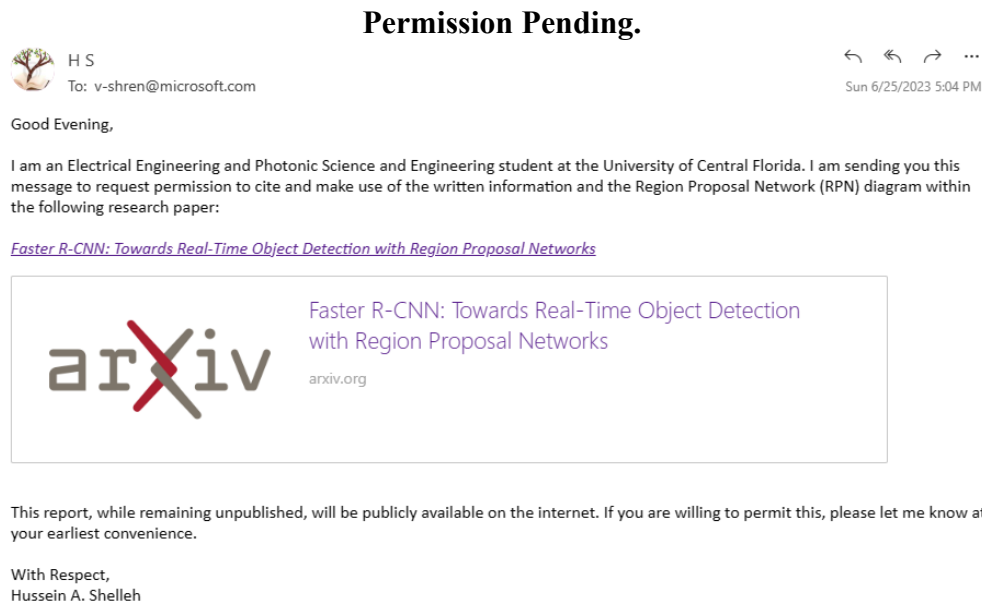 Permission Pending.
H S
To: v-shren@microsoft.com
Sun 6/25/2023 5:04 PM
Good Evening,
I am an Electrical Engineering and Photonic Science and Engineering student at the University of Central Florida. I am sending you this
message to request permission to cite and make use of the written information and the Region Proposal Network (RPN) diagram within
the following research paper:
Faster R-CNN: Towards Real-Time Object Detection with Region Proposal Networks
arXiv
Faster R-CNN: Towards Real-Time Object Detection
with Region Proposal Networks
arxiv.org
This report, while remaining unpublished, will be publicly available on the internet. If you are willing to permit this, please let me know at
your earliest convenience.
With Respect,
Hussein A. Shelleh